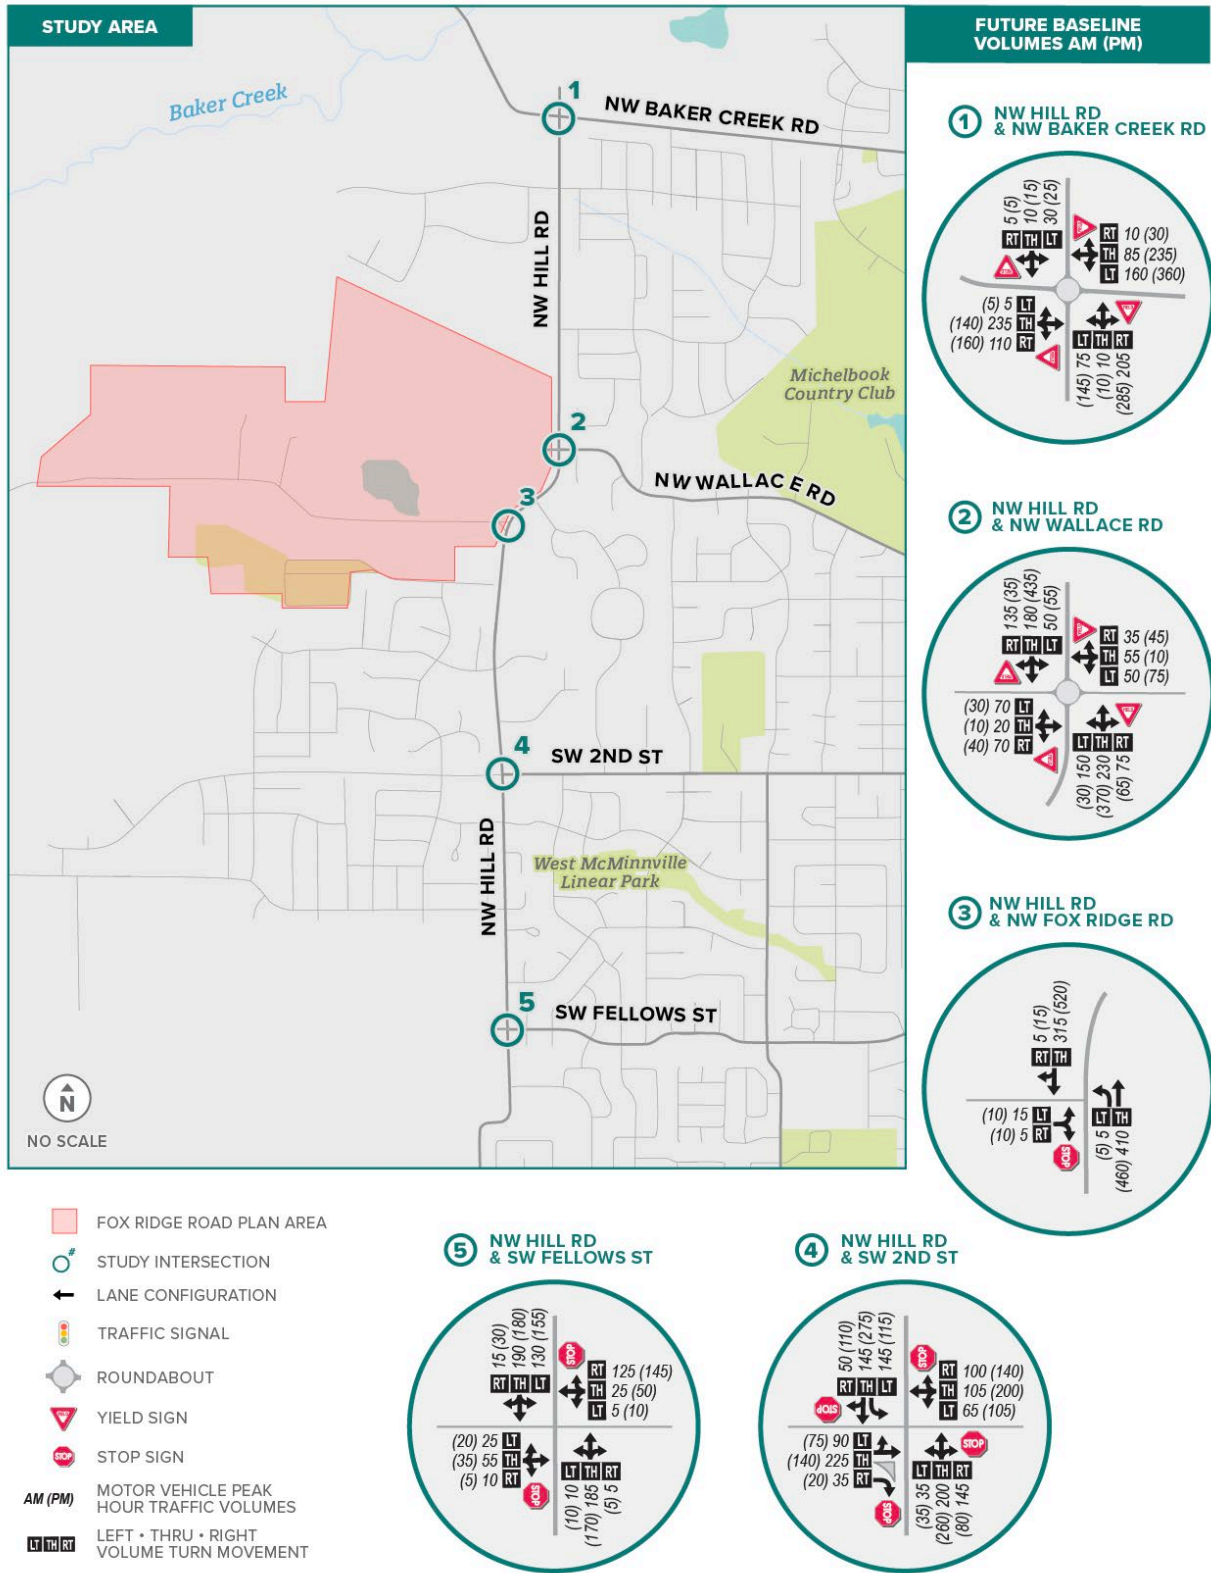 STUDY AREA
FUTURE BASELINE
VOLUMES AM (PM)
Baker Creek
1
NW BAKER CREEK RD
NW HILL RD
Michelbook
Country Club
2
NW WALLACE RD
3
4
SW 2ND ST
NW HILL RD
West McMinnville
Linear Park
5
SW FELLOWS ST
N
NO SCALE
1 NW HILL RD
& NW BAKER CREEK RD
5 (5)
10 (15)
30 (25)
RT TH LT
RT 10 (30)
TH 85 (235)
LT 160 (360)
(5) 5 LT
(140) 235 TH
(160) 110 RT
LT TH RT
(145) 75
(10) 10
(285) 205
2 NW HILL RD
& NW WALLACE RD
135 (35)
180 (435)
50 (55)
RT TH LT
RT 35 (45)
TH 55 (10)
LT 50 (75)
(30) 70 LT
(10) 20 TH
(40) 70 RT
LT TH RT
(30) 150
(370) 230
(65) 75
3 NW HILL RD
& NW FOX RIDGE RD
5 (15)
315 (520)
RT TH
(10) 15 LT
(10) 5 RT
STOP
LT TH
(5) 5
(460) 410
5 NW HILL RD
& SW FELLOWS ST
15 (30)
190 (180)
130 (155)
RT TH LT
STOP
RT 125 (145)
TH 25 (50)
LT 5 (10)
(20) 25 LT
(35) 55 TH
(5) 10 RT
STOP
LT TH RT
(10) 10
(170) 185
(5) 5
4 NW HILL RD
& SW 2ND ST
50 (110)
145 (275)
145 (115)
RT TH LT
STOP
STOP
RT 100 (140)
TH 105 (200)
LT 65 (105)
(75) 90 LT
(140) 225 TH
(20) 35 RT
STOP
STOP
LT TH RT
(35) 35
(260) 200
(80) 145
FOX RIDGE ROAD PLAN AREA
# STUDY INTERSECTION
LANE CONFIGURATION
TRAFFIC SIGNAL
ROUNDABOUT
YIELD SIGN
STOP STOP SIGN
AM (PM) MOTOR VEHICLE PEAK
HOUR TRAFFIC VOLUMES
LT TH RT LEFT • THRU • RIGHT
VOLUME TURN MOVEMENT